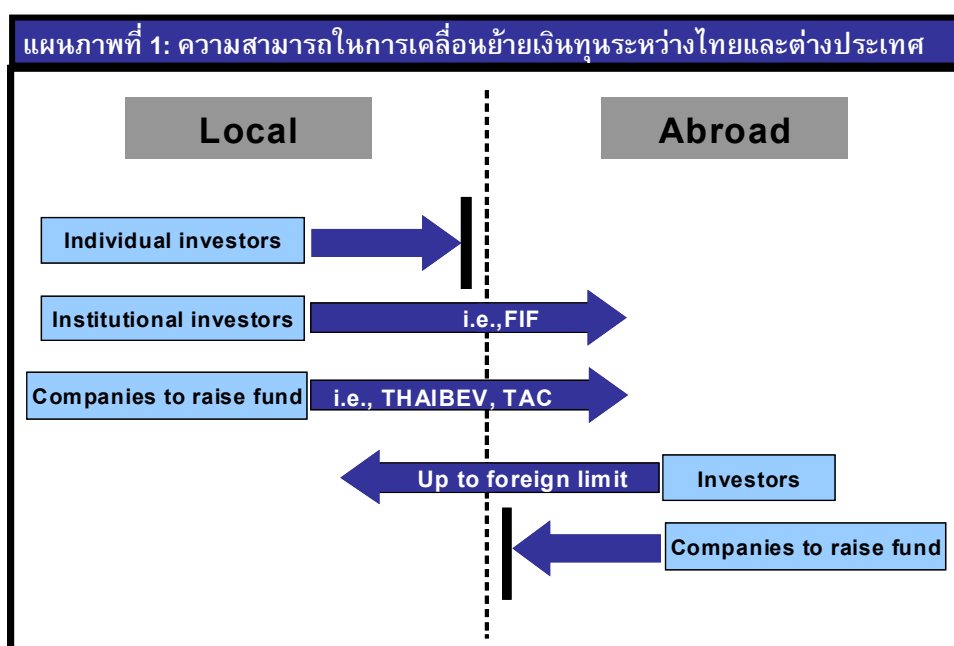 แผนภาพที่ 1: ความสามารถในการเคลื่อนย้ายเงินทุนระหว่างไทยและต่างประเทศ
Local
Abroad
Individual investors
Institutional investors
i.e.,FIF
Companies to raise fund
i.e., THAIBEV, TAC
Up to foreign limit
Investors
Companies to raise fund